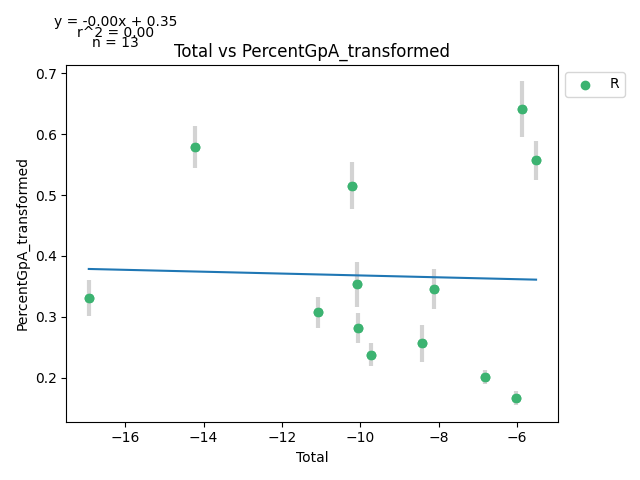 y = -0.00x + 0.35
r^2 = 0.00
n = 13
Total vs PercentGpA_transformed
R
PercentGpA_transformed
0.7
0.6
0.5
0.4
0.3
0.2
−16
−14
−12
−10
−8
−6
Total